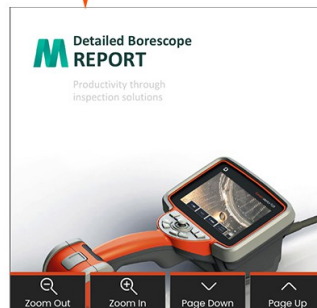 Detailed Borescope
REPORT
Productivity through
inspection solutions
Zoom Out
Zoom In
Page Down
Page Up